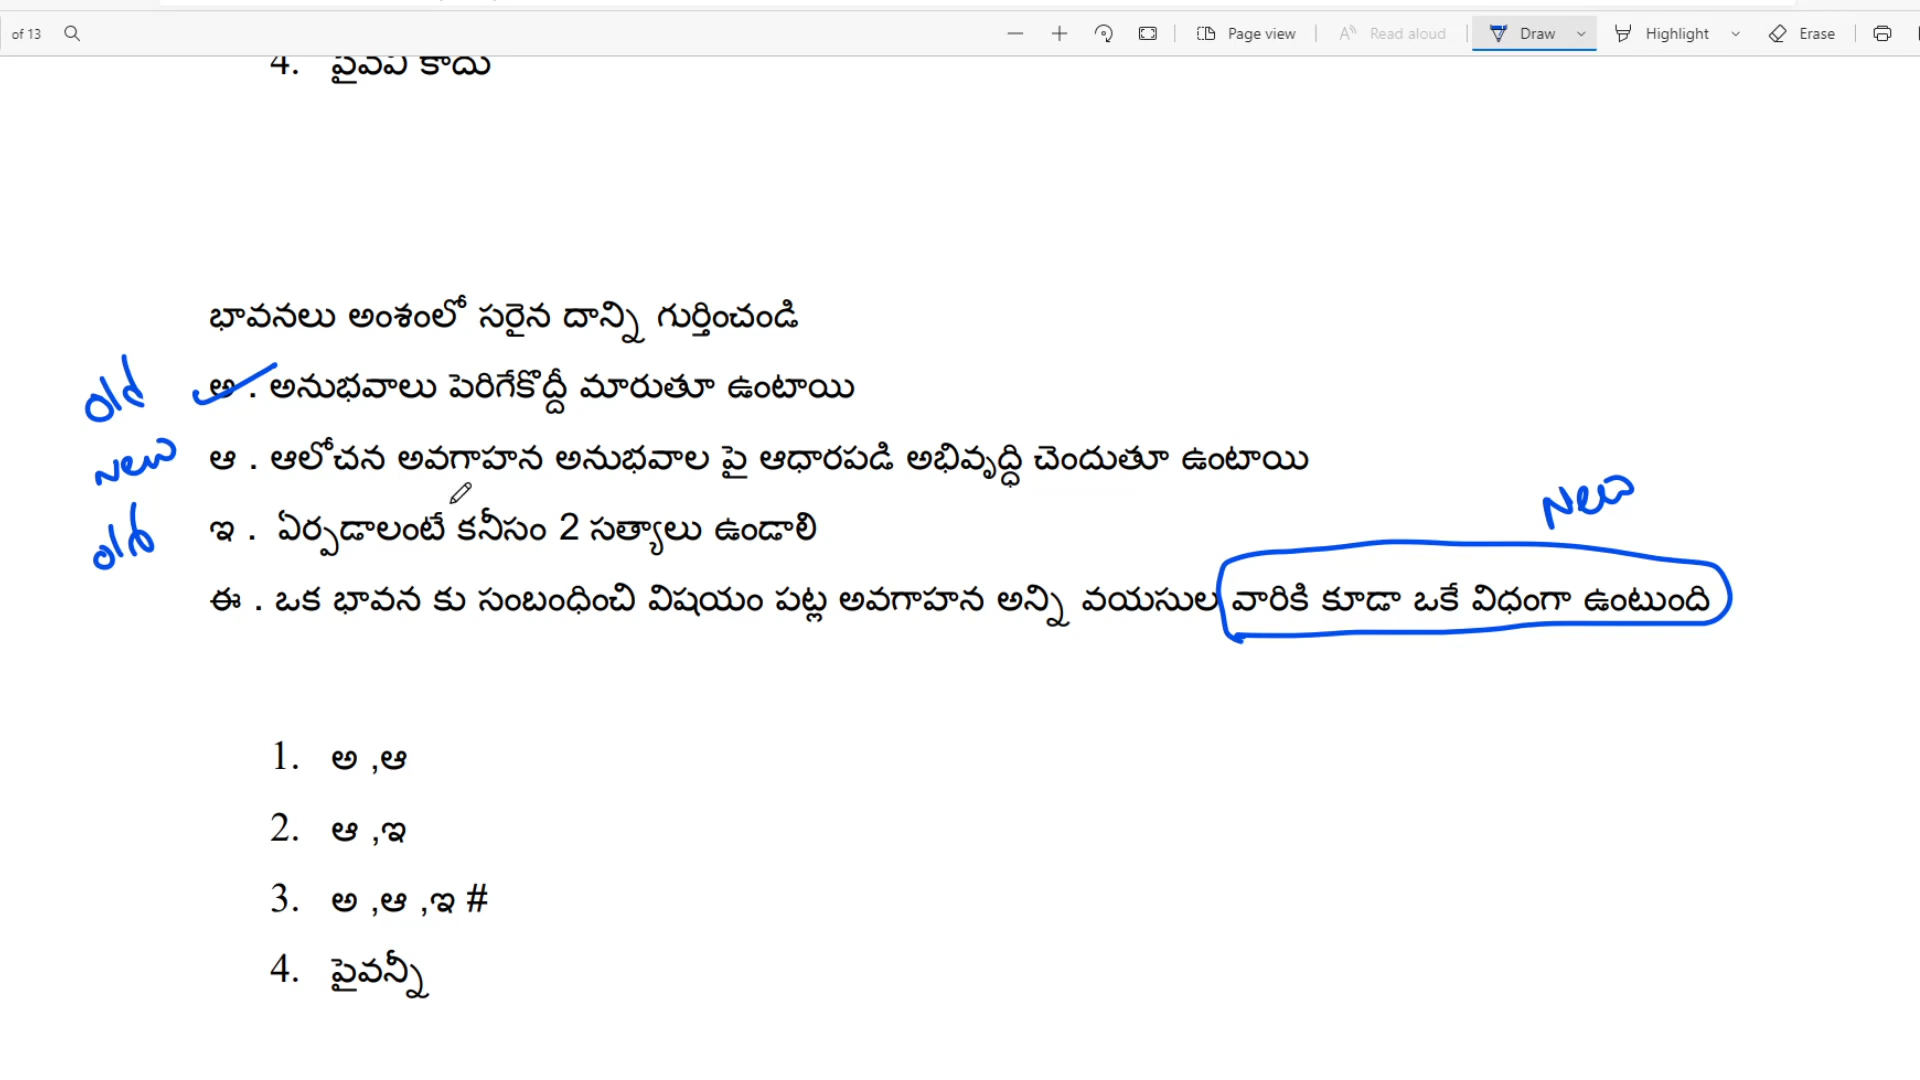 of 13 Page view Read aloud Draw Highlight Erase
4. పైవేవి కాదు
భావనలు అంశంలో సరైన దాన్ని గుర్తించండి
old అ . అనుభవాలు పెరిగేకొద్దీ మారుతూ ఉంటాయి
new ఆ . ఆలోచన అవగాహన అనుభవాల పై ఆధారపడి అభివృద్ధి చెందుతూ ఉంటాయి
New
old ఇ . ఏర్పడాలంటే కనీసం 2 సత్యాలు ఉండాలి
ఈ . ఒక భావన కు సంబంధించి విషయం పట్ల అవగాహన అన్ని వయసుల వారికి కూడా ఒకే విధంగా ఉంటుంది
1. అ ,ఆ
2. ఆ ,ఇ
3. అ ,ఆ ,ఇ #
4. పైవన్నీ